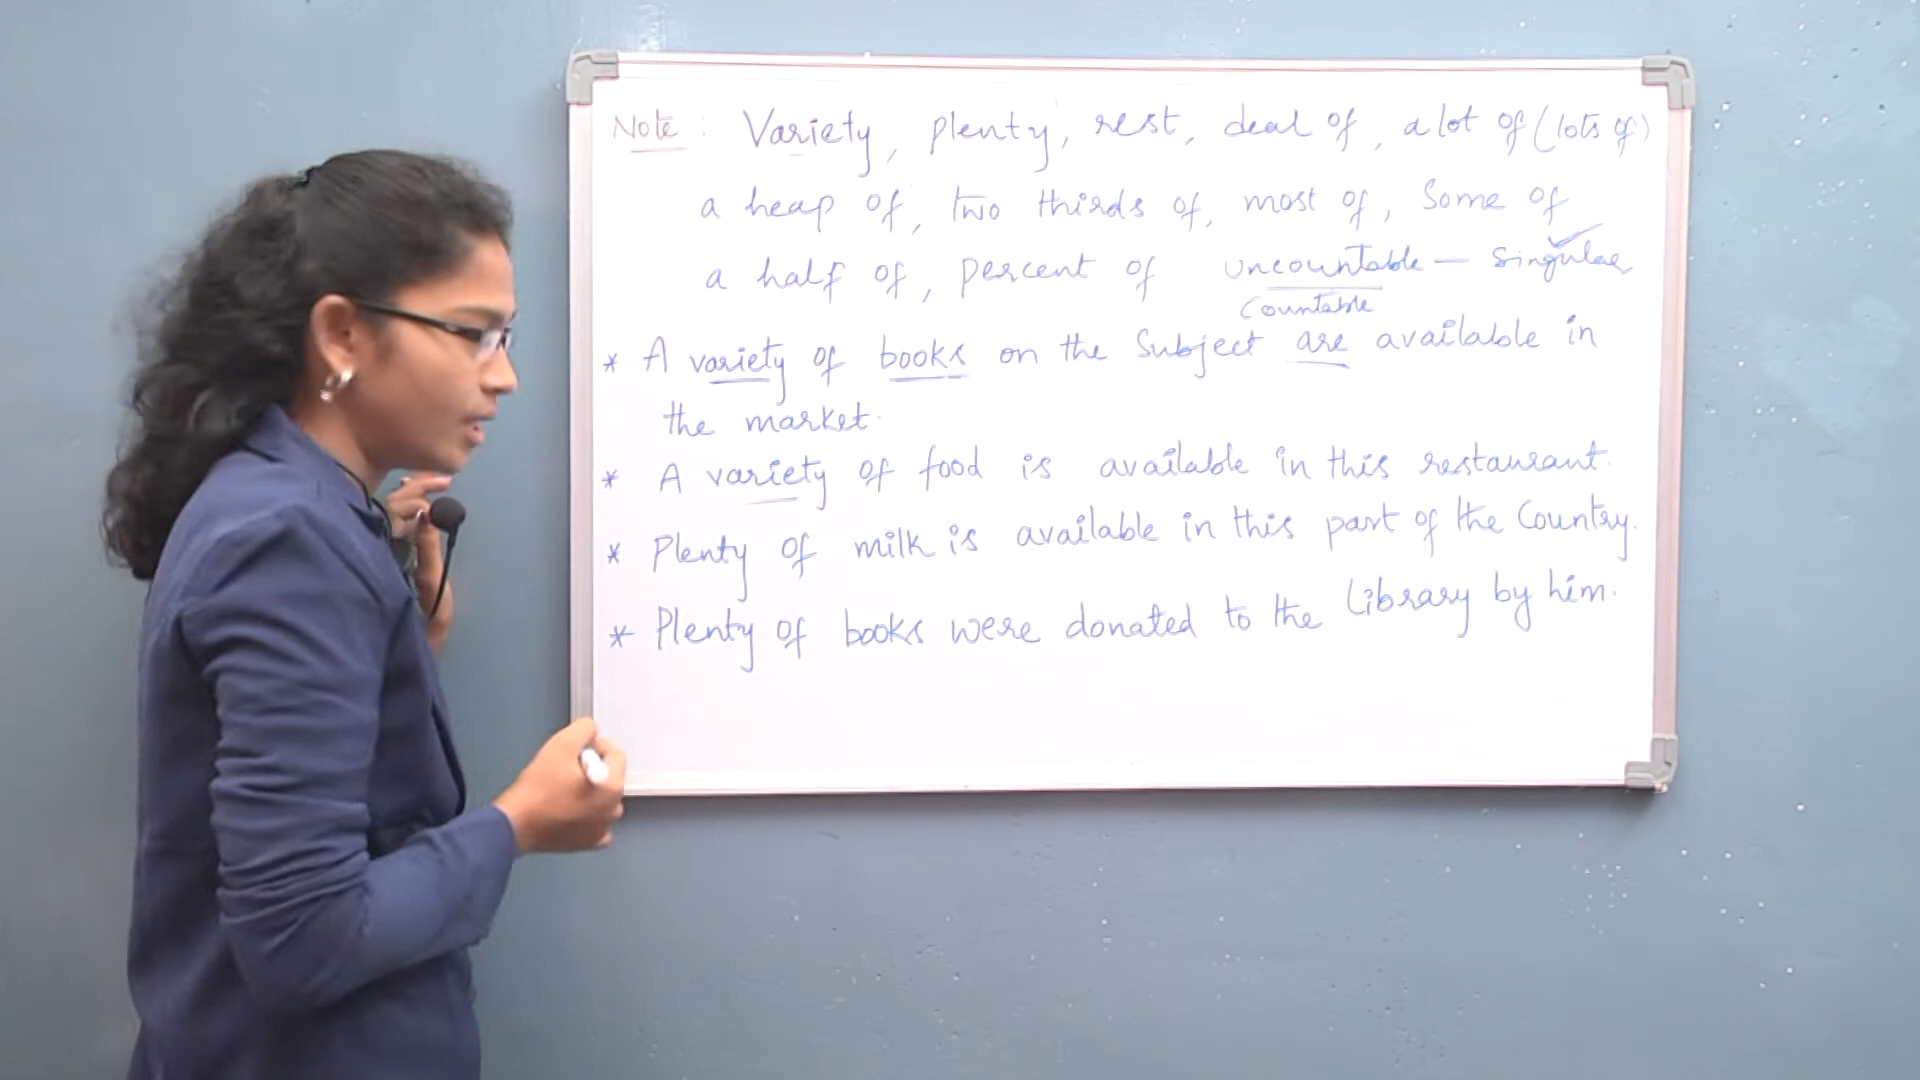 Note : Variety, plenty, rest, deal of, a lot of (lots of)
a heap of, two thirds of, most of, Some of
a half of, percent of uncountable — singular
Countable
* A variety of books on the Subject are available in
the market.
* A variety of food is available in this restaurant.
* Plenty of milk is available in this part of the Country.
* Plenty of books were donated to the Library by him.